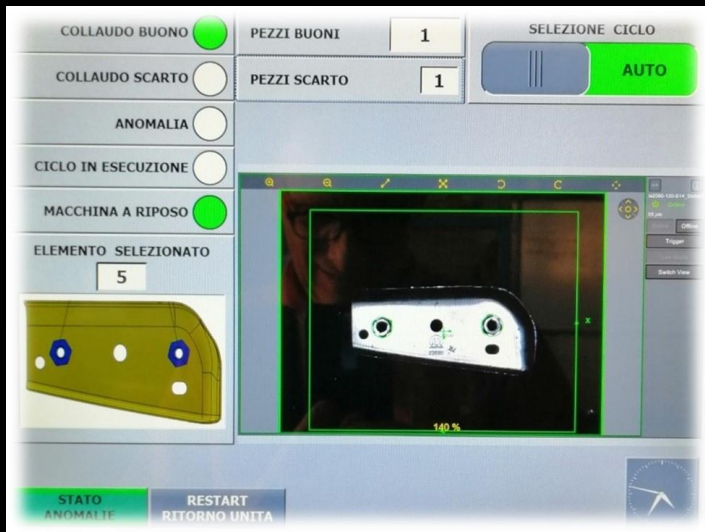 COLLAUDO BUONO
PEZZI BUONI
1
SELEZIONE CICLO
COLLAUDO SCARTO
PEZZI SCARTO
1
AUTO
ANOMALIA
CICLO IN ESECUZIONE
MACCHINA A RIPOSO
Offline
Trigger
Switch View
ELEMENTO SELEZIONATO
5
140 %
STATO
ANOMALIE
RESTART
RITORNO UNITA